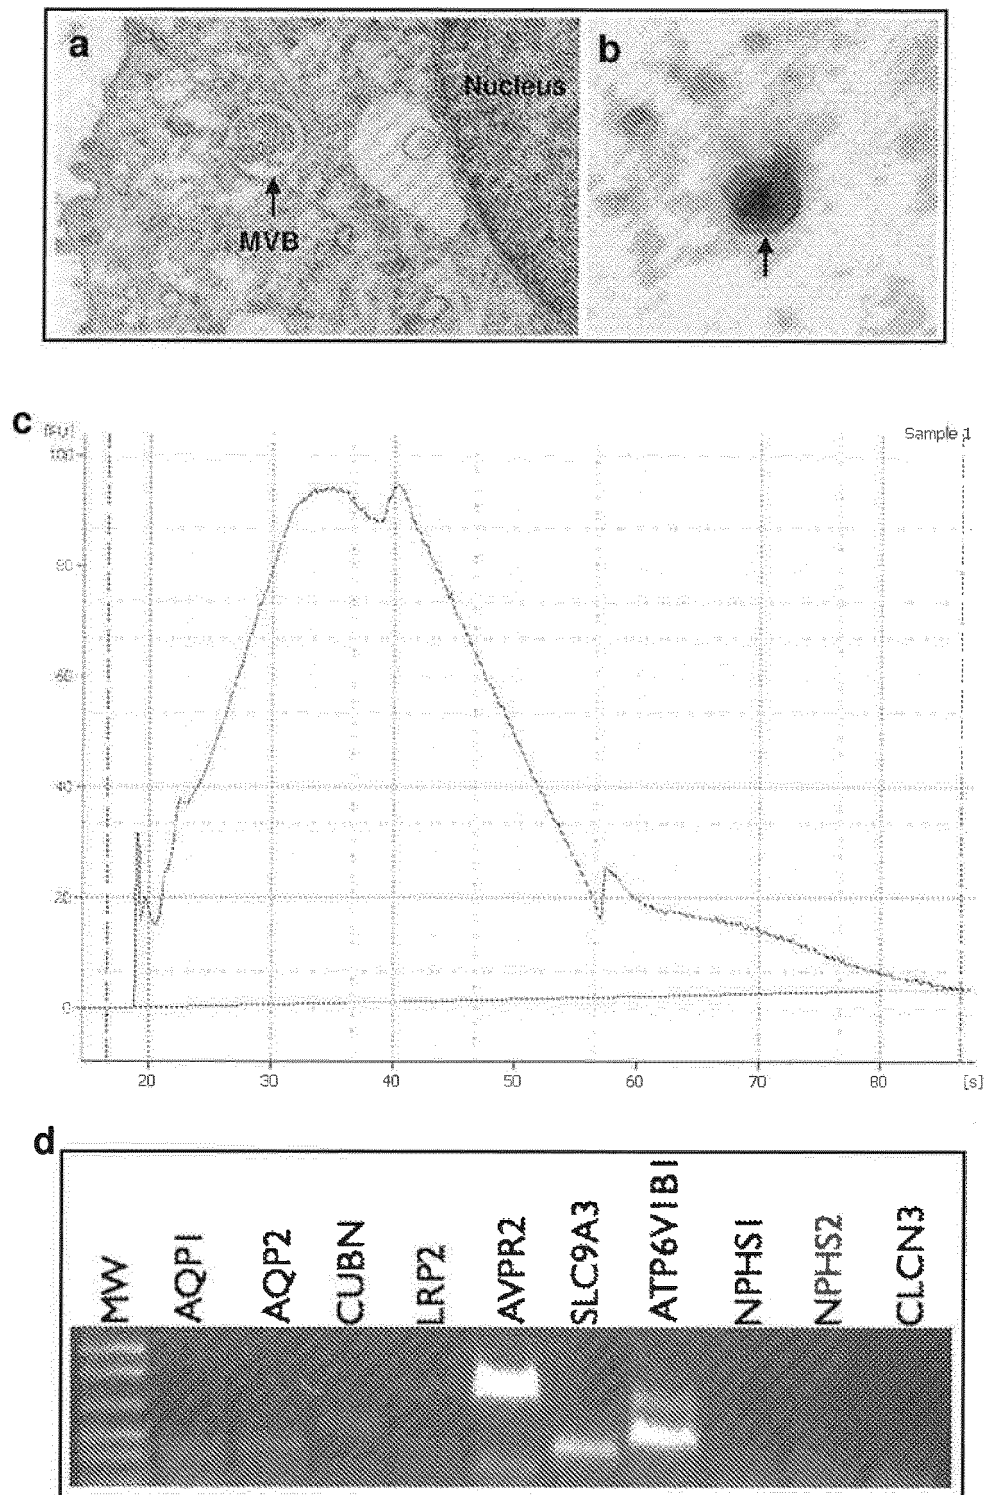 a
Nucleus
MVB
b
c
[FU]
Sample 1
100
80
60
40
20
0
20 30 40 50 60 70 80 [s]
d
MW AQP1 AQP2 CUBN LRP2 AVPR2 SLC9A3 ATP6V1B1 NPHS1 NPHS2 CLCN3